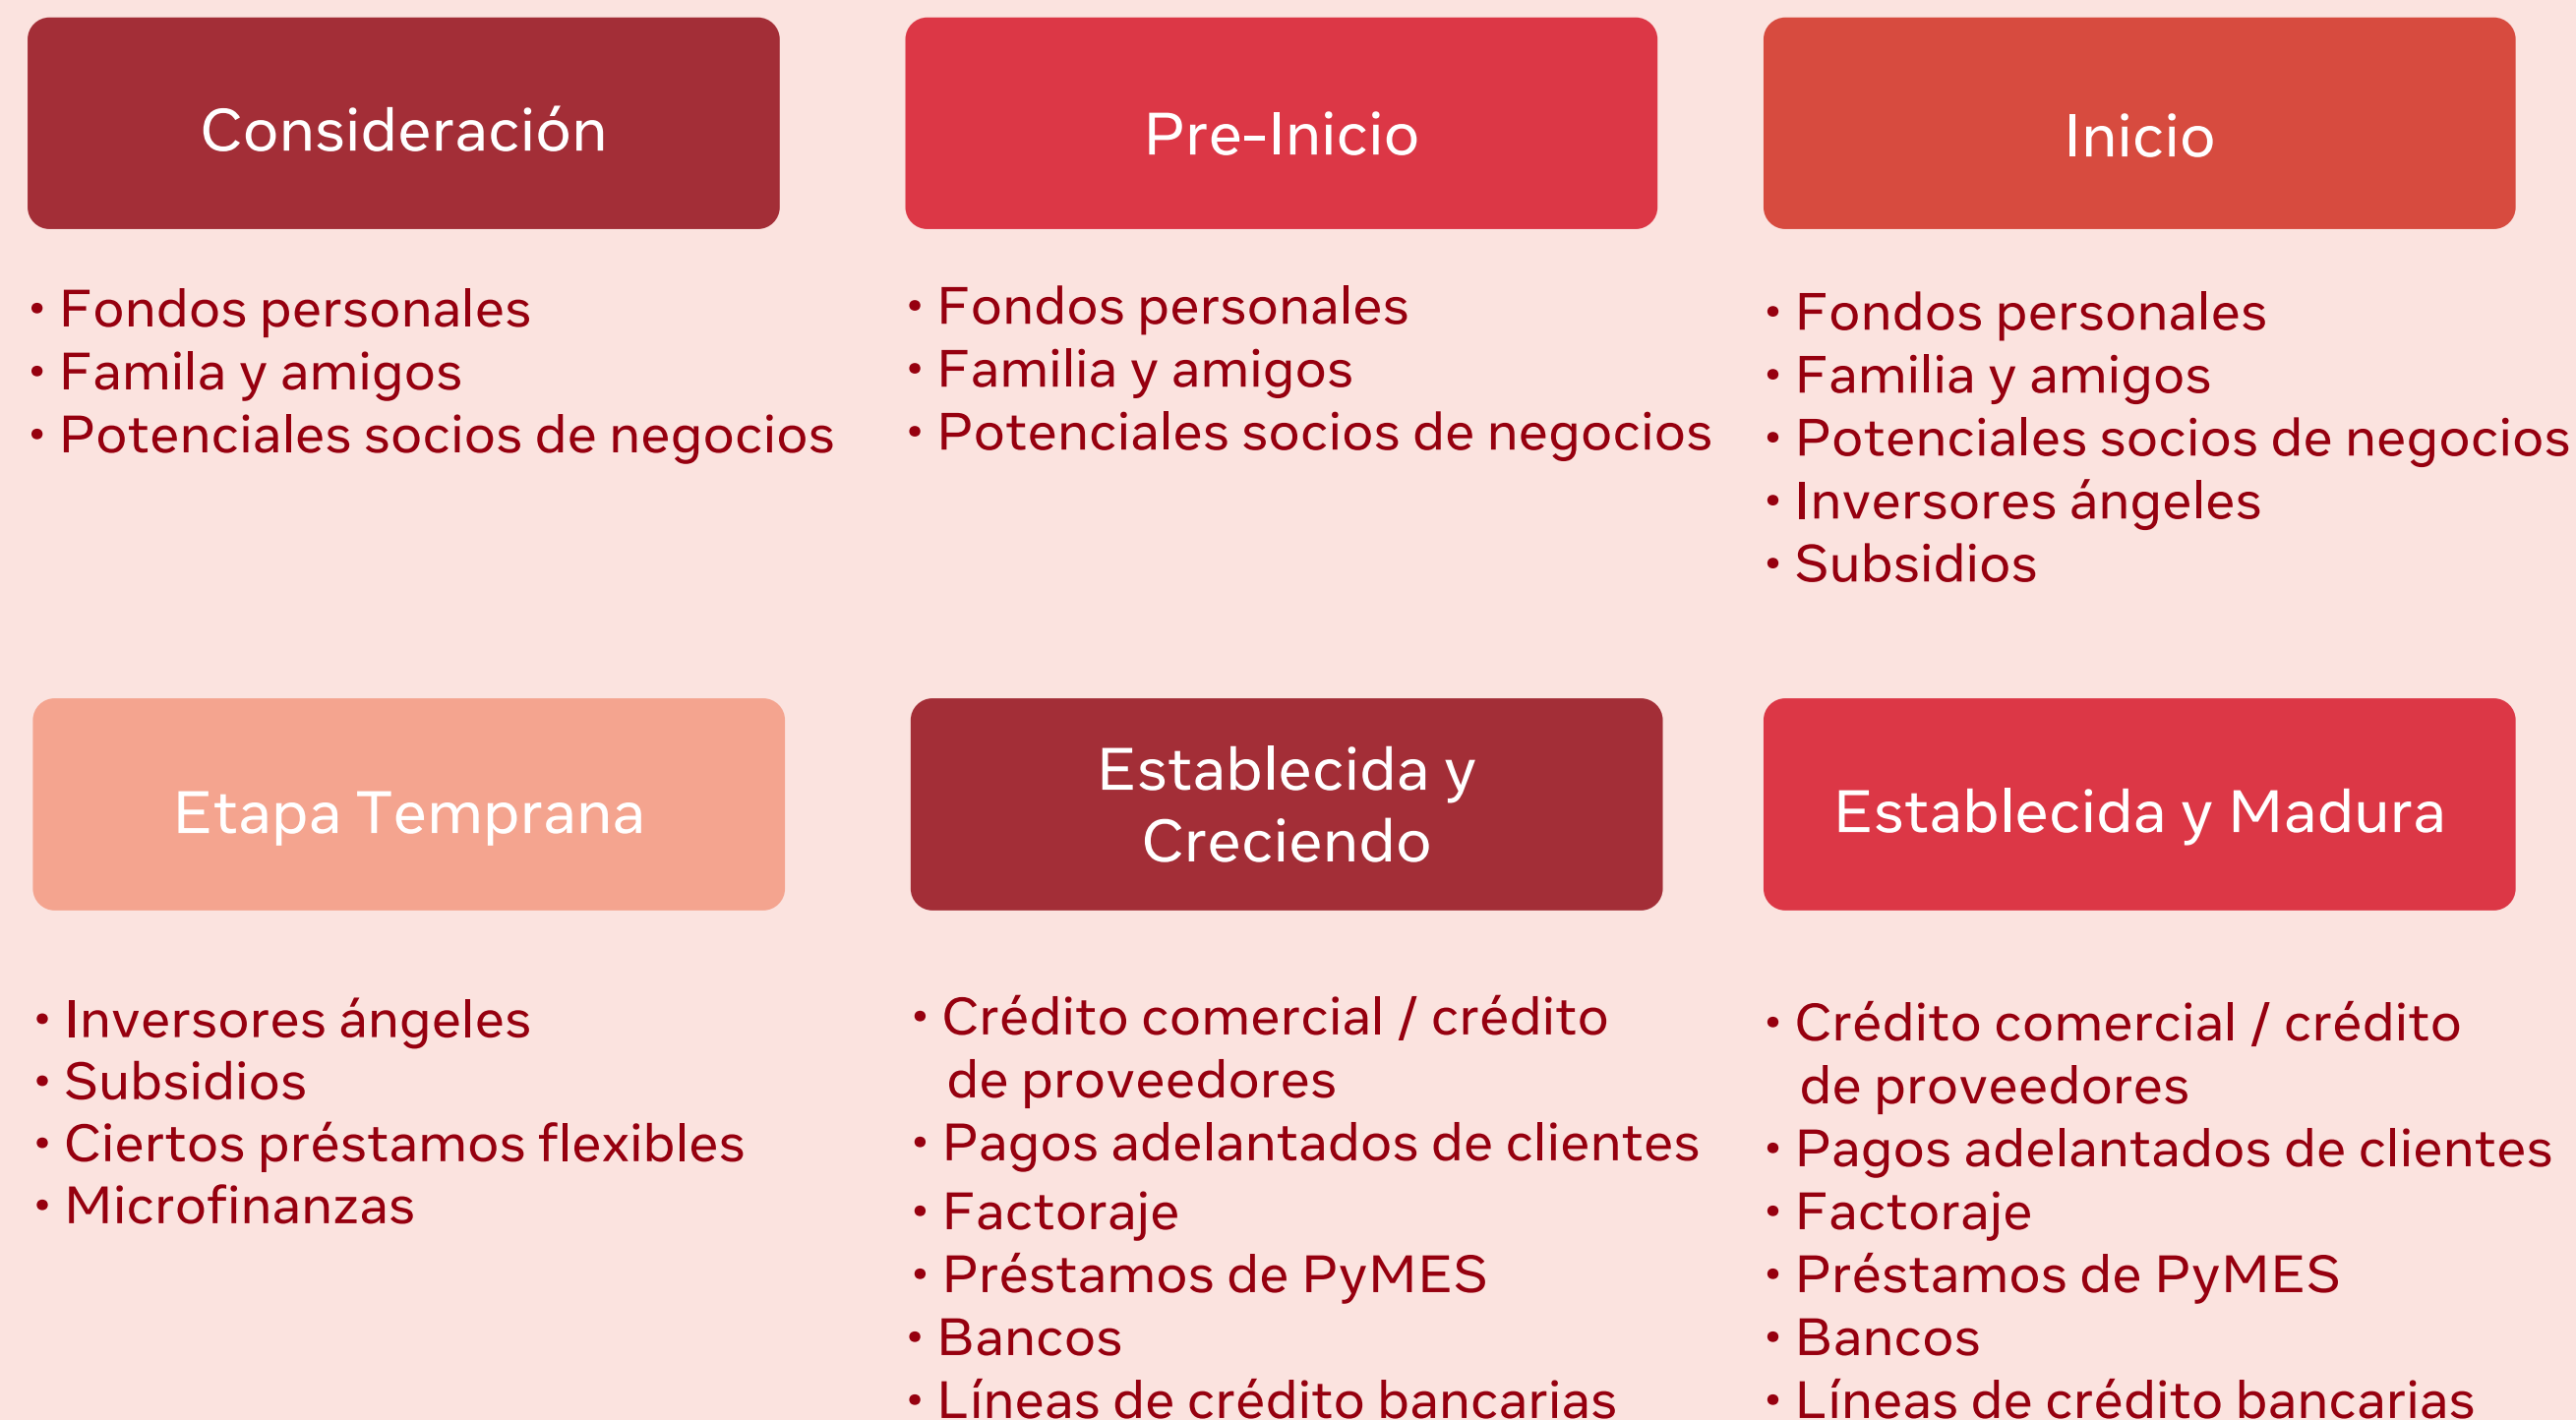 Consideración
• Fondos personales
• Famila y amigos
• Potenciales socios de negocios
Pre-Inicio
• Fondos personales
• Familia y amigos
• Potenciales socios de negocios
Inicio
• Fondos personales
• Familia y amigos
• Potenciales socios de negocios
• Inversores ángeles
• Subsidios
Etapa Temprana
• Inversores ángeles
• Subsidios
• Ciertos préstamos flexibles
• Microfinanzas
Establecida y
Creciendo
• Crédito comercial / crédito
de proveedores
• Pagos adelantados de clientes
• Factoraje
• Préstamos de PyMES
• Bancos
• Líneas de crédito bancarias
Establecida y Madura
• Crédito comercial / crédito
de proveedores
• Pagos adelantados de clientes
• Factoraje
• Préstamos de PyMES
• Bancos
• Líneas de crédito bancarias